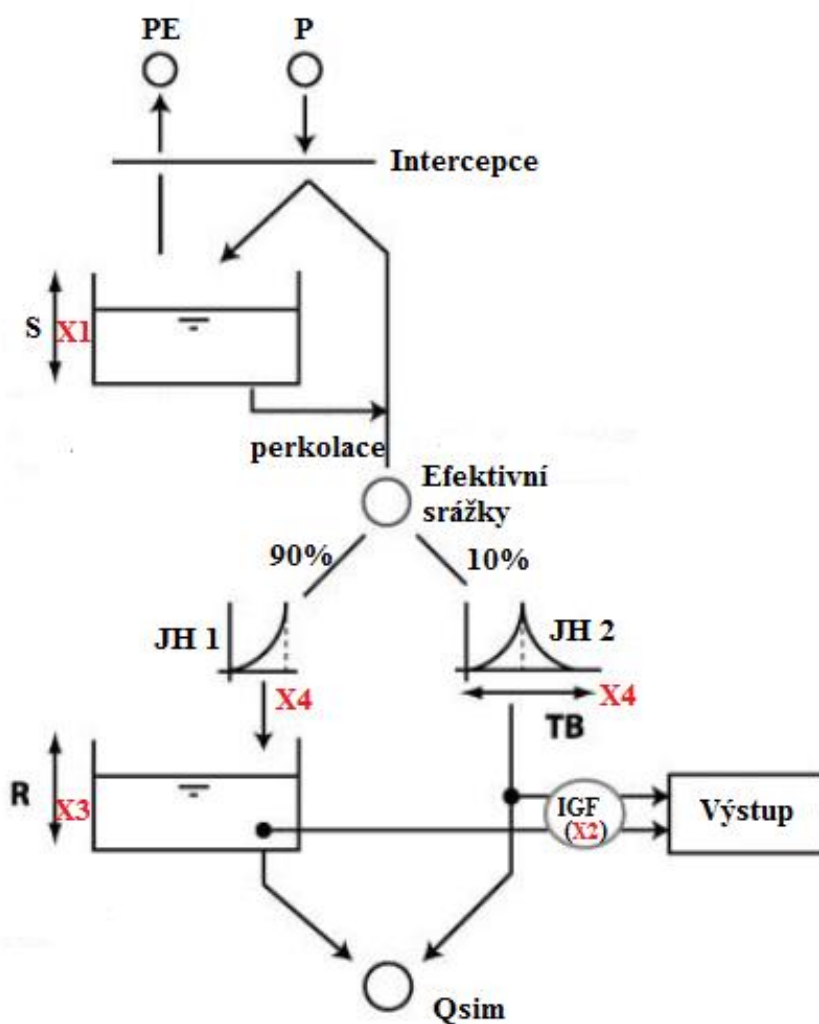 PE
P
Intercepce
S
X1
perkolace
Efektivní
srážky
90%
10%
JH 1
JH 2
X4
X4
TB
R
X3
IGF
(X2)
Výstup
Qsim